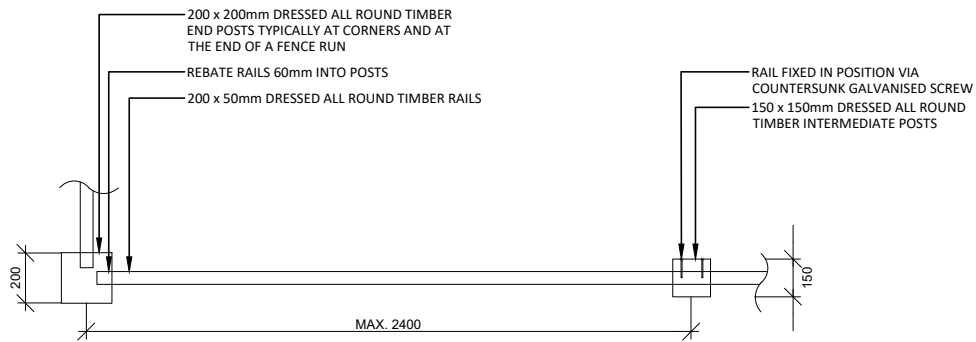 200 x 200mm DRESSED ALL ROUND TIMBER
END POSTS TYPICALLY AT CORNERS AND AT
THE END OF A FENCE RUN
REBATE RAILS 60mm INTO POSTS
200 x 50mm DRESSED ALL ROUND TIMBER RAILS
RAIL FIXED IN POSITION VIA
COUNTERSUNK GALVANISED SCREW
150 x 150mm DRESSED ALL ROUND
TIMBER INTERMEDIATE POSTS
200
150
MAX. 2400